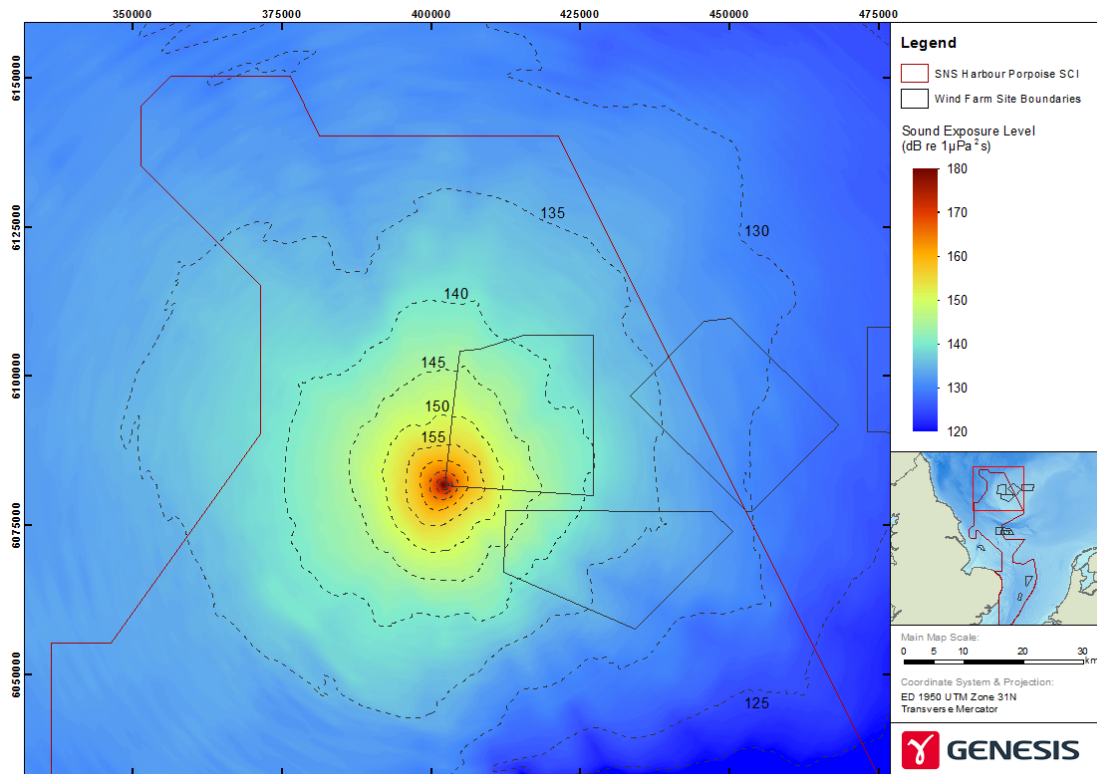 350000 375000 400000 425000 450000 475000
6150000
6125000
6100000
6075000
6050000
135
130
140
145
150
155
125
Legend
SNS Harbour Porpoise SCI
Wind Farm Site Boundaries
Sound Exposure Level
(dB re 1µPa²s)
180
170
160
150
140
130
120
Main Map Scale:
0 5 10 20 30
km
Coordinate System & Projection:
ED 1950 UTM Zone 31N
Transverse Mercator
GENESIS